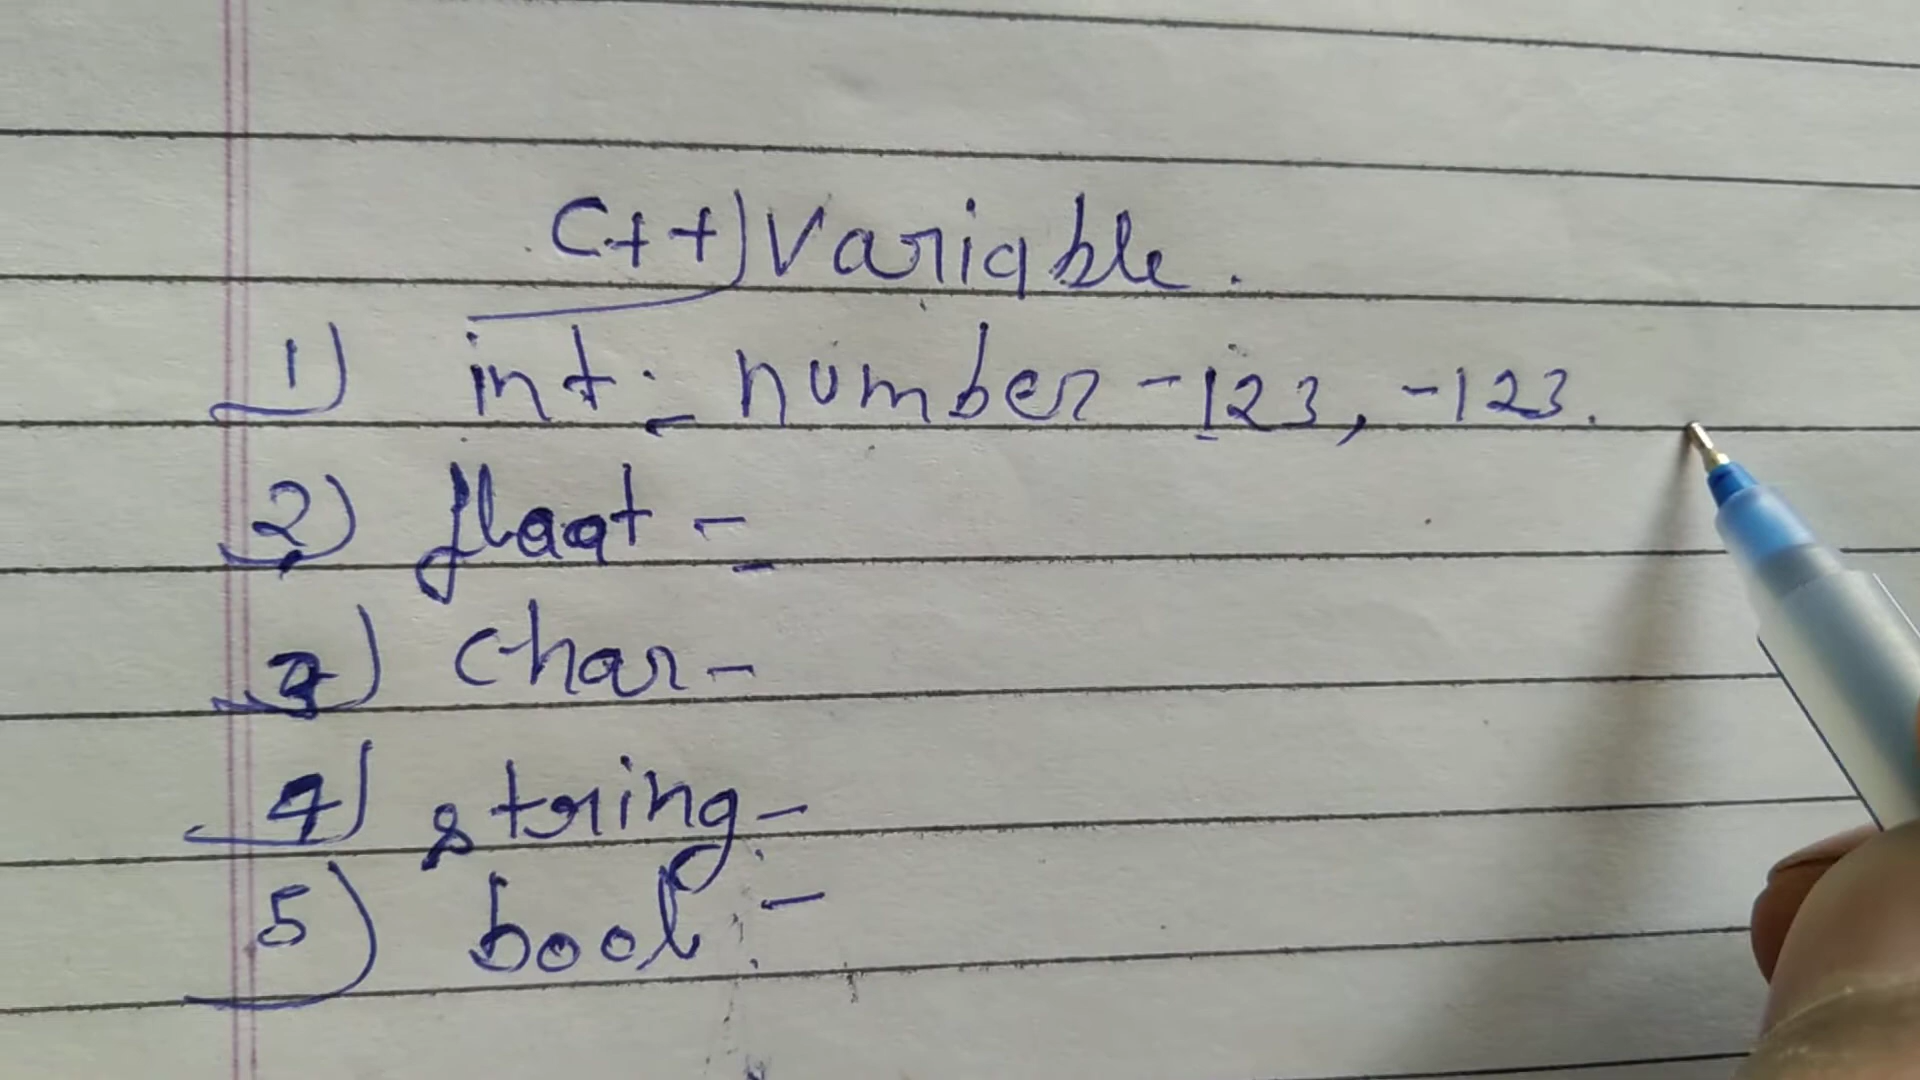 C++) Variable.
1) int :- number - 123, -123.
2) float -
3) char -
4) string -
5) bool :-